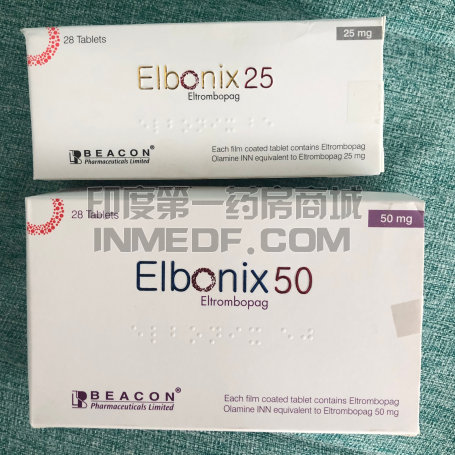 28 Tablets
25 mg
Elbonix 25
Eltrombopag
BEACON®
Pharmaceuticals Limited
Each film coated tablet contains Eltrombopag
Olamine INN equivalent to Eltrombopag 25 mg
印度第一药房商城
28 Tablets
50 mg
INMEDF.COM
Elbonix 50
Eltrombopag
BEACON®
Pharmaceuticals Limited
Each film coated tablet contains Eltrombopag
Olamine INN equivalent to Eltrombopag 50 mg